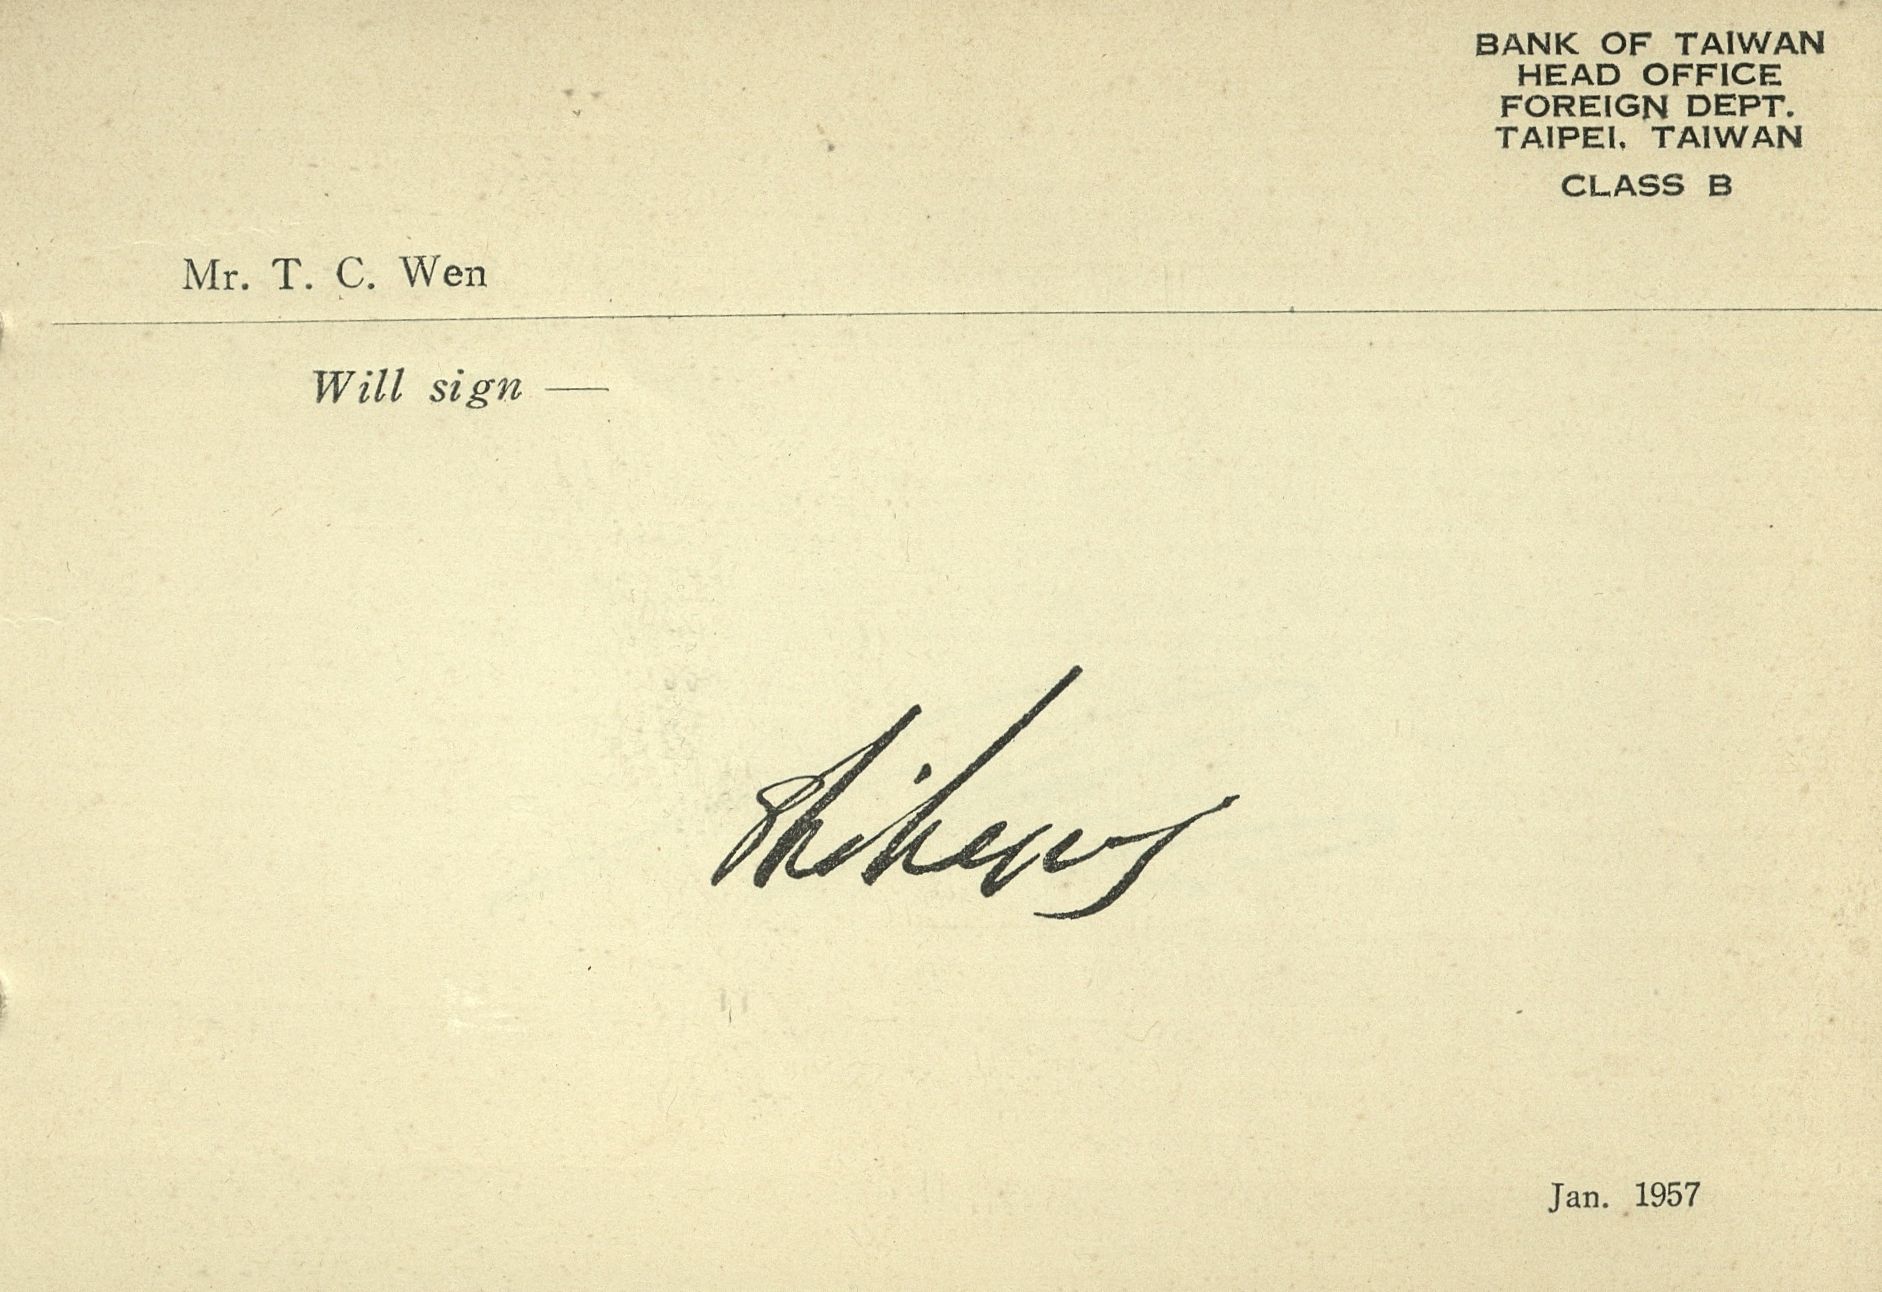 BANK OF TAIWAN
HEAD OFFICE
FOREIGN DEPT.
TAIPEI, TAIWAN
CLASS B
Mr. T. C. Wen
Will sign —
Jan. 1957